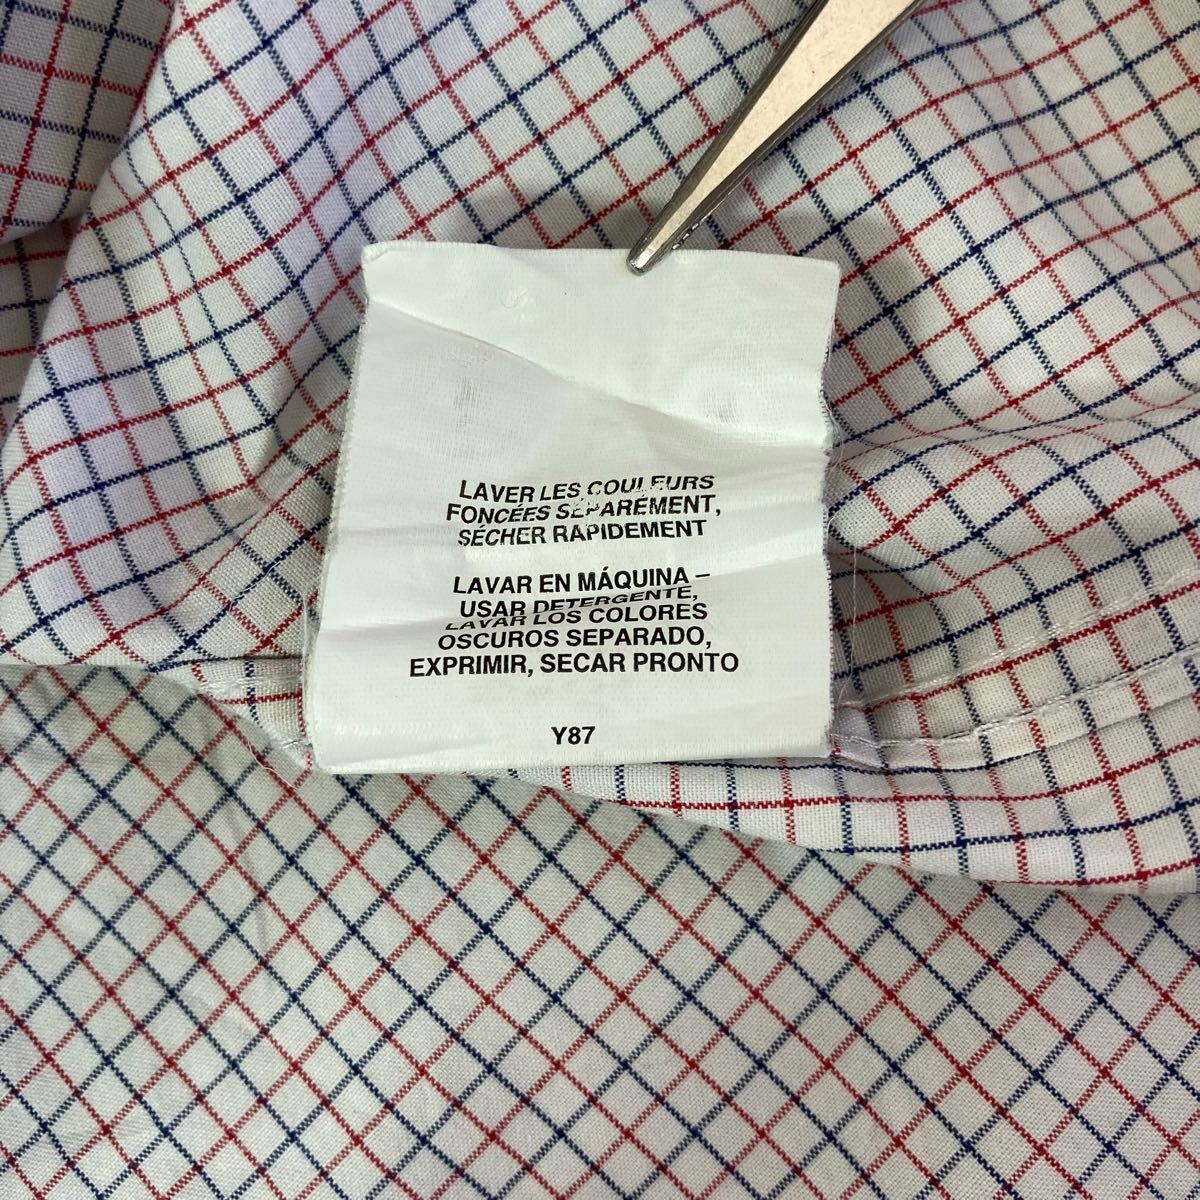 LAVER LES COULEURS
FONCÉES SÉPARÉMENT,
SÉCHER RAPIDEMENT
LAVAR EN MÁQUINA –
USAR DETERGENTE,
LAVAR LOS COLORES
OSCUROS SEPARADO,
EXPRIMIR, SECAR PRONTO
Y87